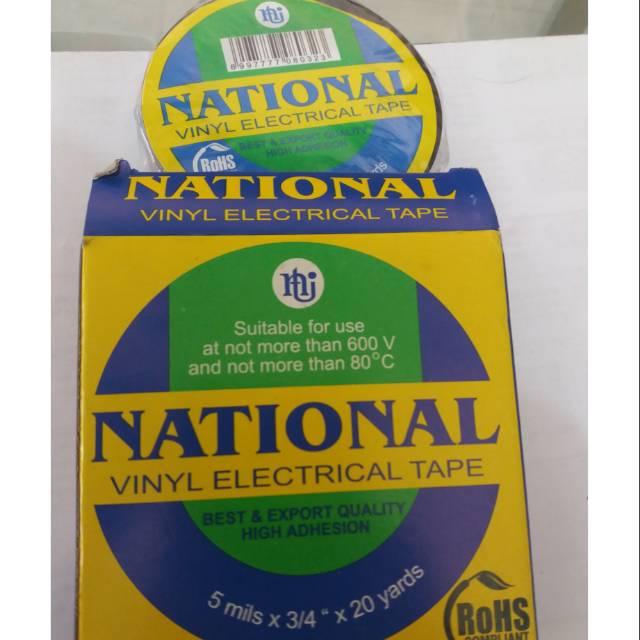 8997777080323
NATIONAL
VINYL ELECTRICAL TAPE
BEST & EXPORT QUALITY
HIGH ADHESION
RoHS
yards
NATIONAL
VINYL ELECTRICAL TAPE
Suitable for use
at not more than 600 V
and not more than 80°C
NATIONAL
VINYL ELECTRICAL TAPE
BEST & EXPORT QUALITY
HIGH ADHESION
5 mils x 3/4 " x 20 yards
RoHS
COMPLIANT